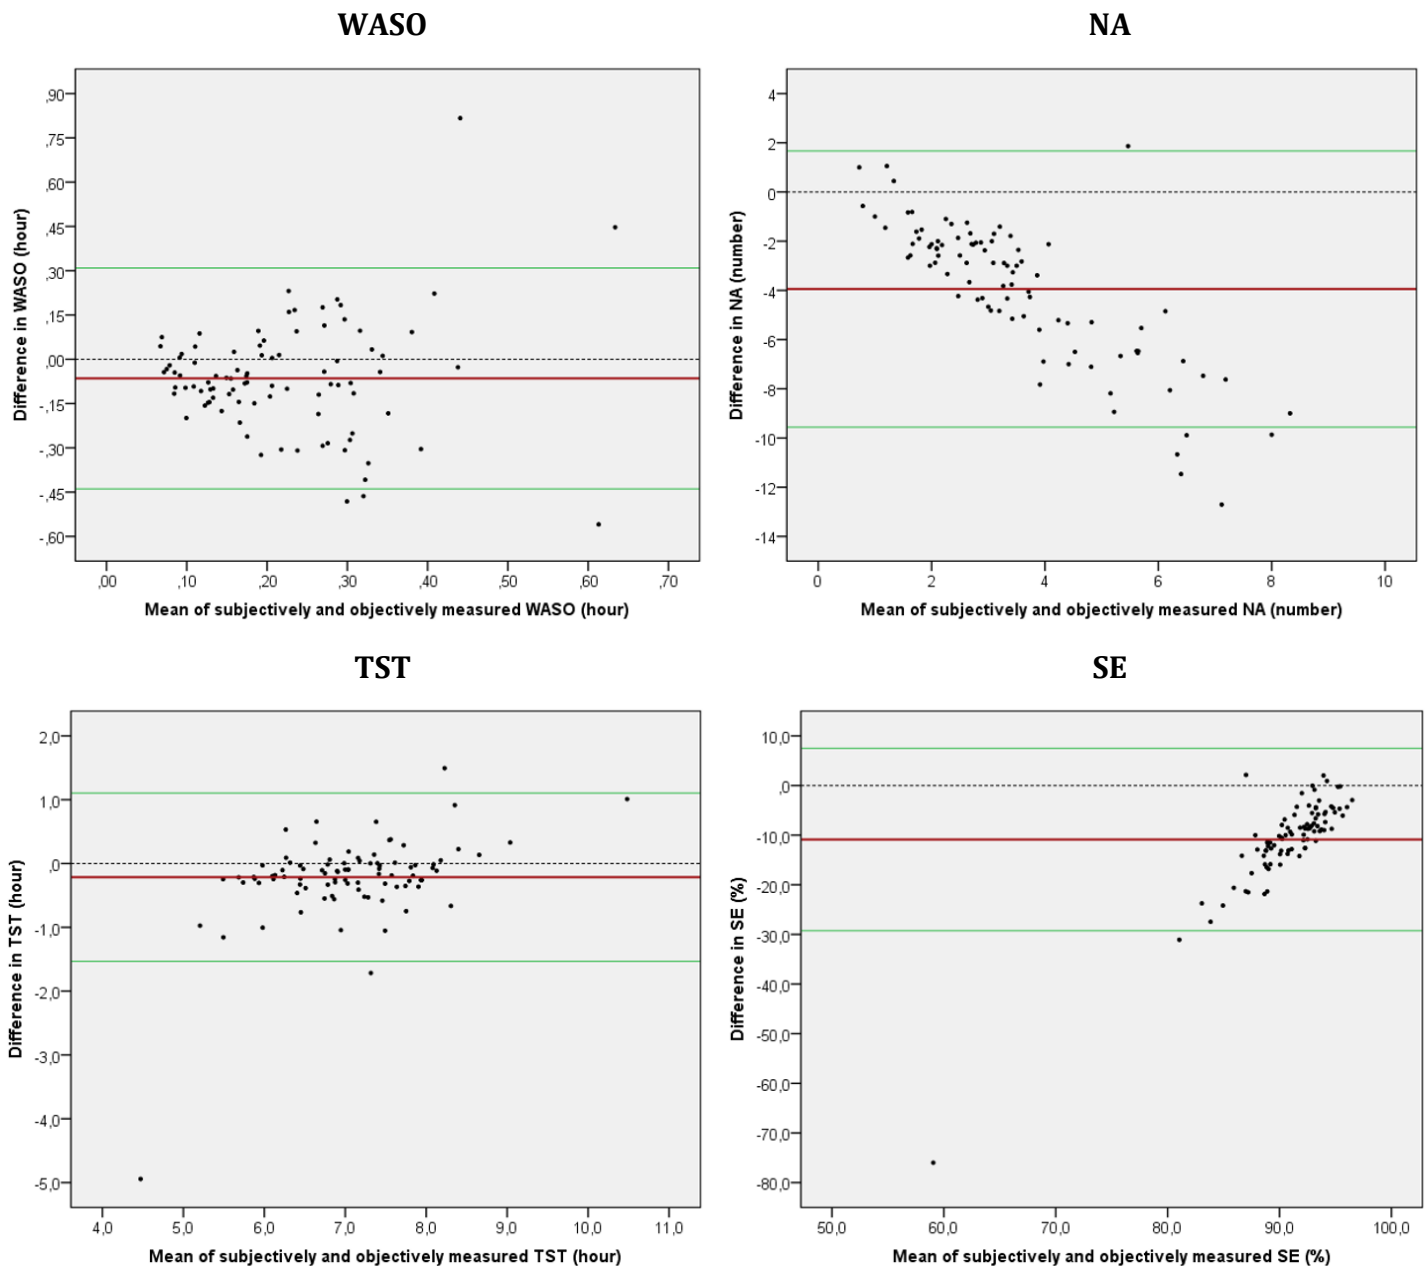 WASO
Difference in WASO (hour)
,90
,75
,60
,45
,30
,15
,00
-,15
-,30
-,45
-,60
,00 ,10 ,20 ,30 ,40 ,50 ,60 ,70
Mean of subjectively and objectively measured WASO (hour)
NA
Difference in NA (number)
4
2
0
-2
-4
-6
-8
-10
-12
-14
0 2 4 6 8 10
Mean of subjectively and objectively measured NA (number)
TST
Difference in TST (hour)
2,0
1,0
,0
-1,0
-2,0
-3,0
-4,0
-5,0
4,0 5,0 6,0 7,0 8,0 9,0 10,0 11,0
Mean of subjectively and objectively measured TST (hour)
SE
Difference in SE (%)
10,0
,0
-10,0
-20,0
-30,0
-40,0
-50,0
-60,0
-70,0
-80,0
50,0 60,0 70,0 80,0 90,0 100,0
Mean of subjectively and objectively measured SE (%)